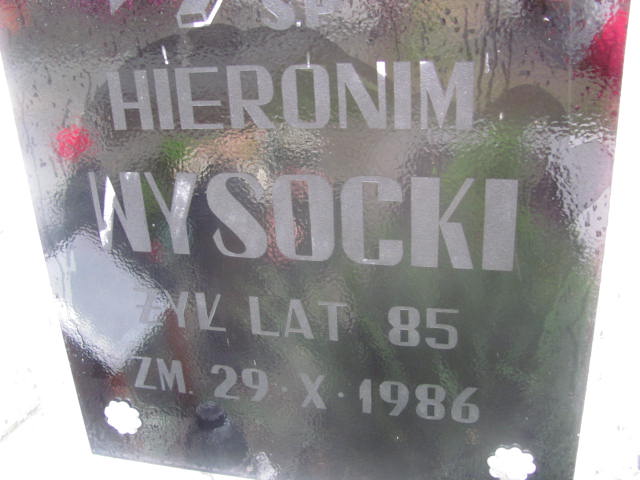 Ś.P.
HIERONIM
WYSOCKI
ŻYŁ LAT 85
ZM. 29·X·1986